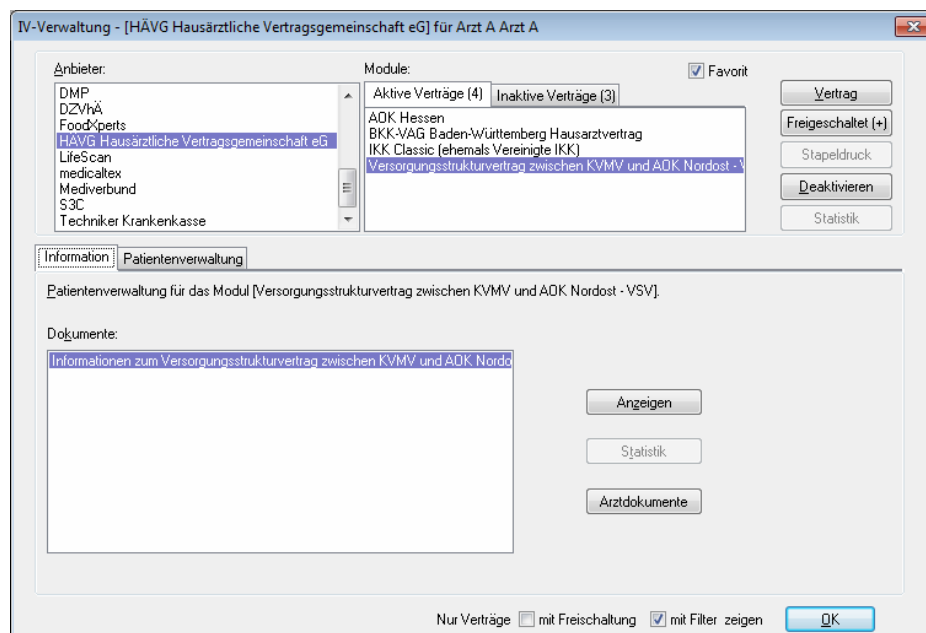 IV-Verwaltung - [HÄVG Hausärztliche Vertragsgemeinschaft eG] für Arzt A Arzt A
Anbieter:
DMP
DZVhÄ
FoodXperts
HÄVG Hausärztliche Vertragsgemeinschaft eG
LifeScan
medicaltex
Mediverbund
S3C
Techniker Krankenkasse
Module:
Favorit
Aktive Verträge (4)
Inaktive Verträge (3)
AOK Hessen
BKK-VAG Baden-Württemberg Hausarztvertrag
IKK Classic (ehemals Vereinigte IKK)
Versorgungsstrukturvertrag zwischen KVMV und AOK Nordost - V
Vertrag
Freigeschaltet (+)
Stapeldruck
Deaktivieren
Statistik
Information
Patientenverwaltung
Patientenverwaltung für das Modul [Versorgungsstrukturvertrag zwischen KVMV und AOK Nordost - VSV].
Dokumente:
Informationen zum Versorgungsstrukturvertrag zwischen KVMV und AOK Nordo
Anzeigen
Statistik
Arztdokumente
Nur Verträge mit Freischaltung mit Filter zeigen OK